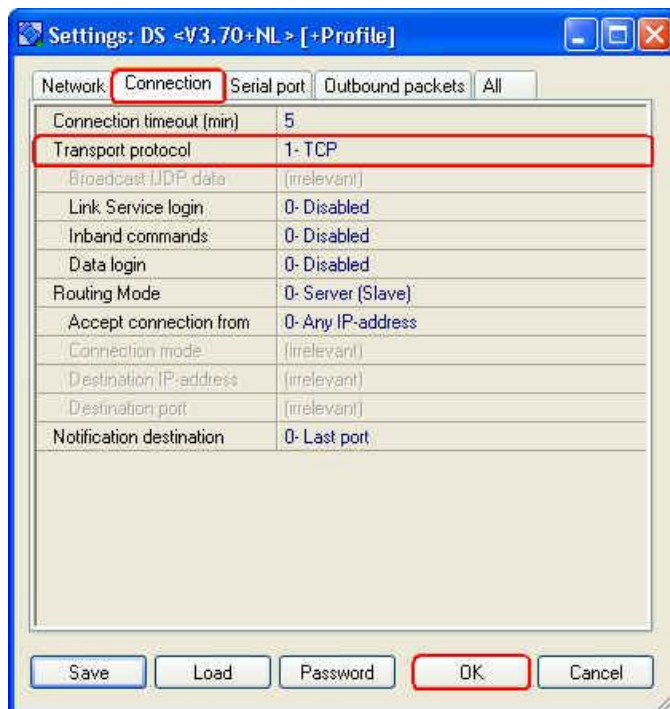 Settings: DS <V3.70+NL> [+Profile]
Network Connection Serial port Outbound packets All
Connection timeout (min) 5
Transport protocol 1- TCP
Broadcast UDP data (irrelevant)
Link Service login 0- Disabled
Inband commands 0- Disabled
Data login 0- Disabled
Routing Mode 0- Server (Slave)
Accept connection from 0- Any IP-address
Connection mode (irrelevant)
Destination IP-address (irrelevant)
Destination port (irrelevant)
Notification destination 0- Last port
Save Load Password OK Cancel